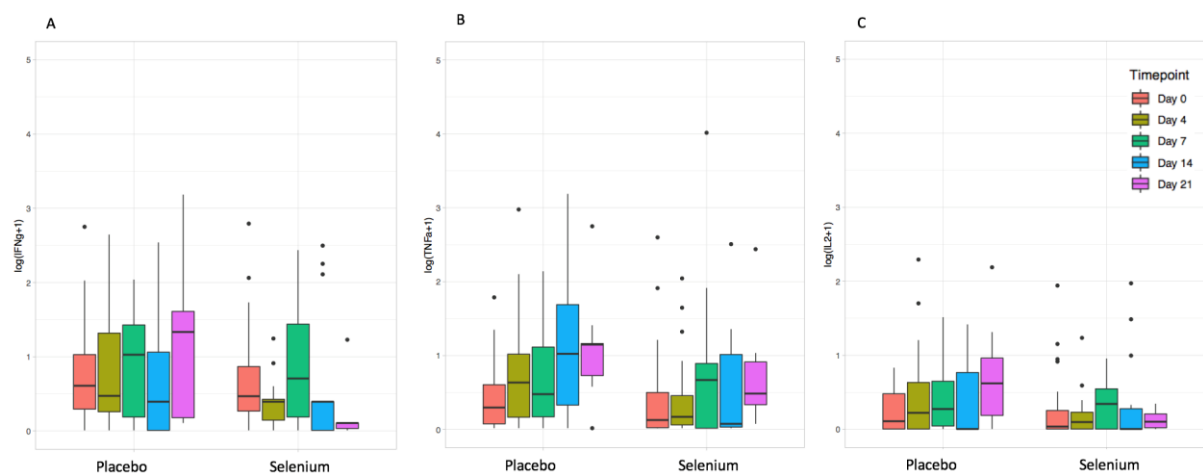 A
B
C
log(IFNg+1)
5
4
3
2
1
0
Placebo
Selenium
log(TNFa+1)
5
4
3
2
1
0
Placebo
Selenium
log(IL2+1)
5
4
3
2
1
0
Placebo
Selenium
Timepoint
Day 0
Day 4
Day 7
Day 14
Day 21